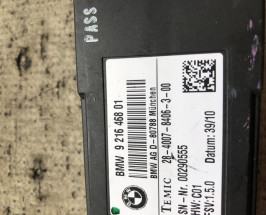 PASS
BMW 9 216 468 01
BMW AG D-80788 München
TEMIC 28-4007-8406-3-00
SN-Nr. 00290555
HW: C01 Datum: 39/10
FSV: 1.5.0